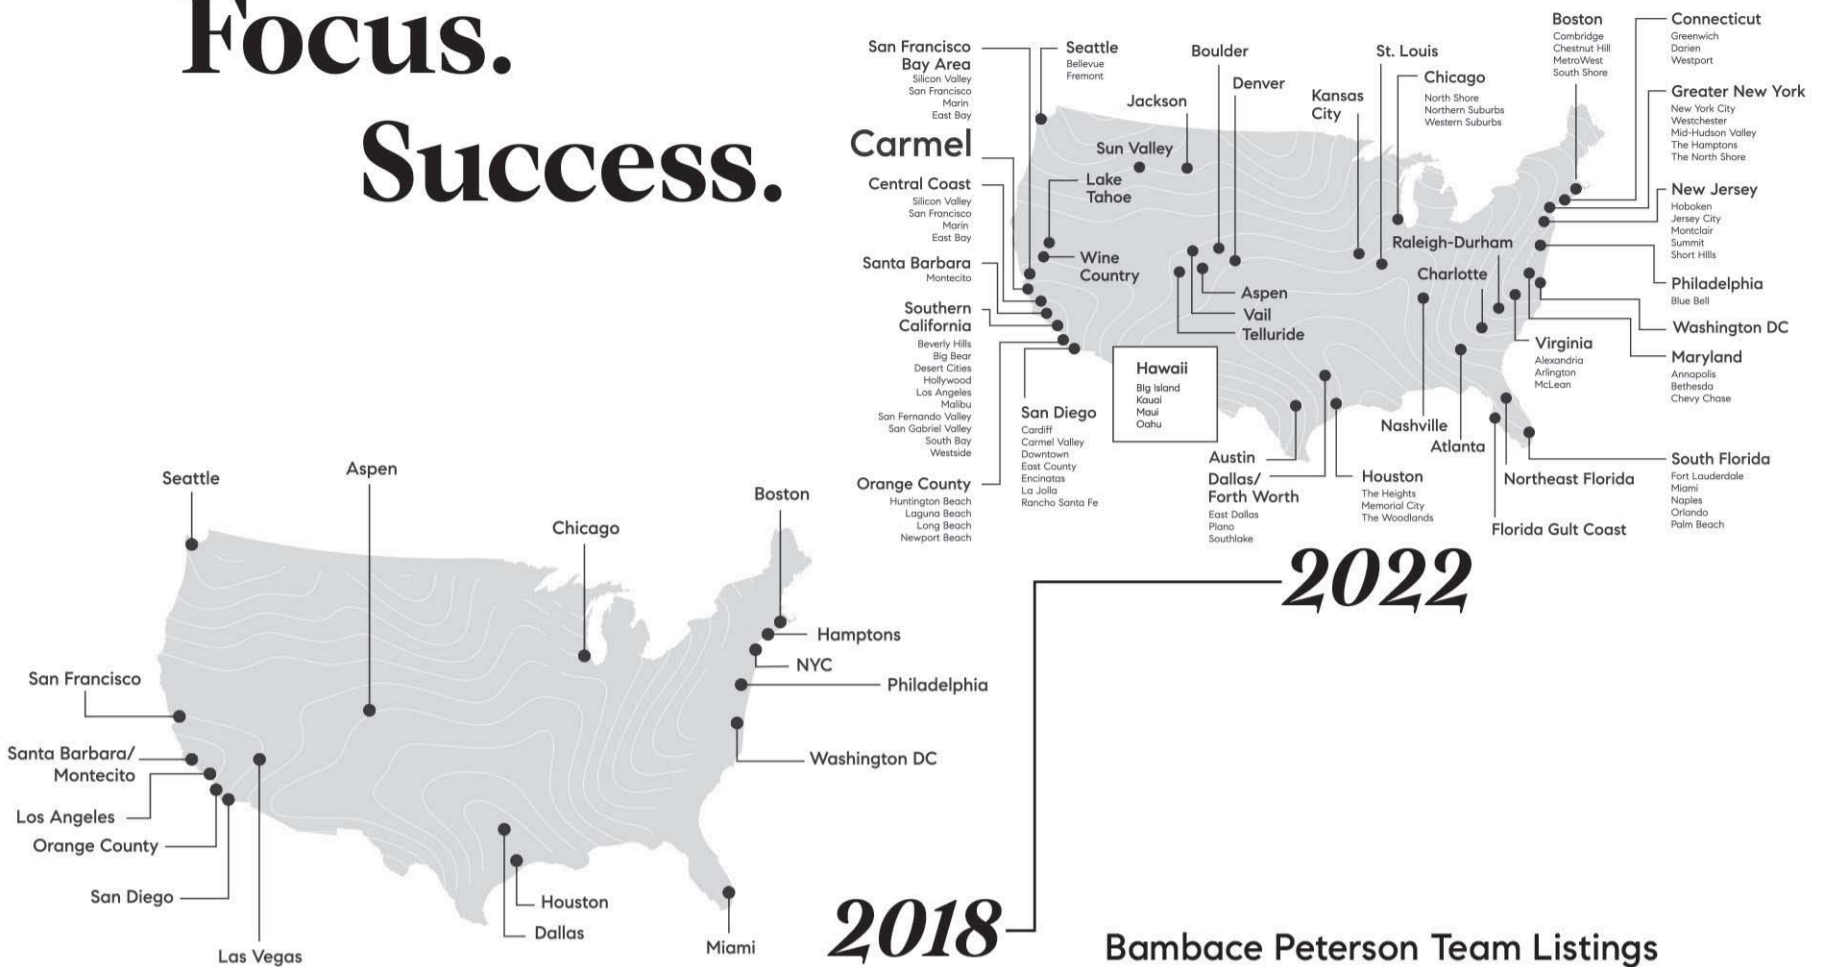 Focus.
Success.
San Francisco
Bay Area
Silicon Valley
San Francisco
Marin
East Bay
Carmel
Central Coast
Silicon Valley
San Francisco
Marin
East Bay
Santa Barbara
Montecito
Southern
California
Beverly Hills
Big Bear
Desert Cities
Hollywood
Los Angeles
Malibu
San Fernando Valley
San Gabriel Valley
South Bay
Westside
Orange County
Huntington Beach
Laguna Beach
Long Beach
Newport Beach
Seattle
Bellevue
Fremont
Jackson
Sun Valley
Lake
Tahoe
Wine
Country
Boulder
Denver
Aspen
Vail
Telluride
Hawaii
Big Island
Kauai
Maui
Oahu
San Diego
Cardiff
Carmel Valley
Downtown
East County
Encinatas
La Jolla
Rancho Santa Fe
Kansas
City
St. Louis
Chicago
North Shore
Northern Suburbs
Western Suburbs
Raleigh-Durham
Charlotte
Nashville
Atlanta
Austin
Dallas/
Forth Worth
East Dallas
Plano
Southlake
Houston
The Heights
Memorial City
The Woodlands
Boston
Combridge
Chestnut Hill
MetroWest
South Shore
Connecticut
Greenwich
Darien
Westport
Greater New York
New York City
Westchester
Mid-Hudson Valley
The Hamptons
The North Shore
New Jersey
Hoboken
Jersey City
Montclair
Summit
Short Hills
Philadelphia
Blue Bell
Washington DC
Virginia
Alexandria
Arlington
McLean
Maryland
Annapolis
Bethesda
Chevy Chase
South Florida
Fort Lauderdale
Miami
Naples
Orlando
Palm Beach
Northeast Florida
Florida Gult Coast
2022
Seattle
Aspen
Chicago
Boston
Hamptons
NYC
Philadelphia
Washington DC
San Francisco
Santa Barbara/
Montecito
Los Angeles
Orange County
San Diego
Las Vegas
Houston
Dallas
Miami
2018
Bambace Peterson Team Listings